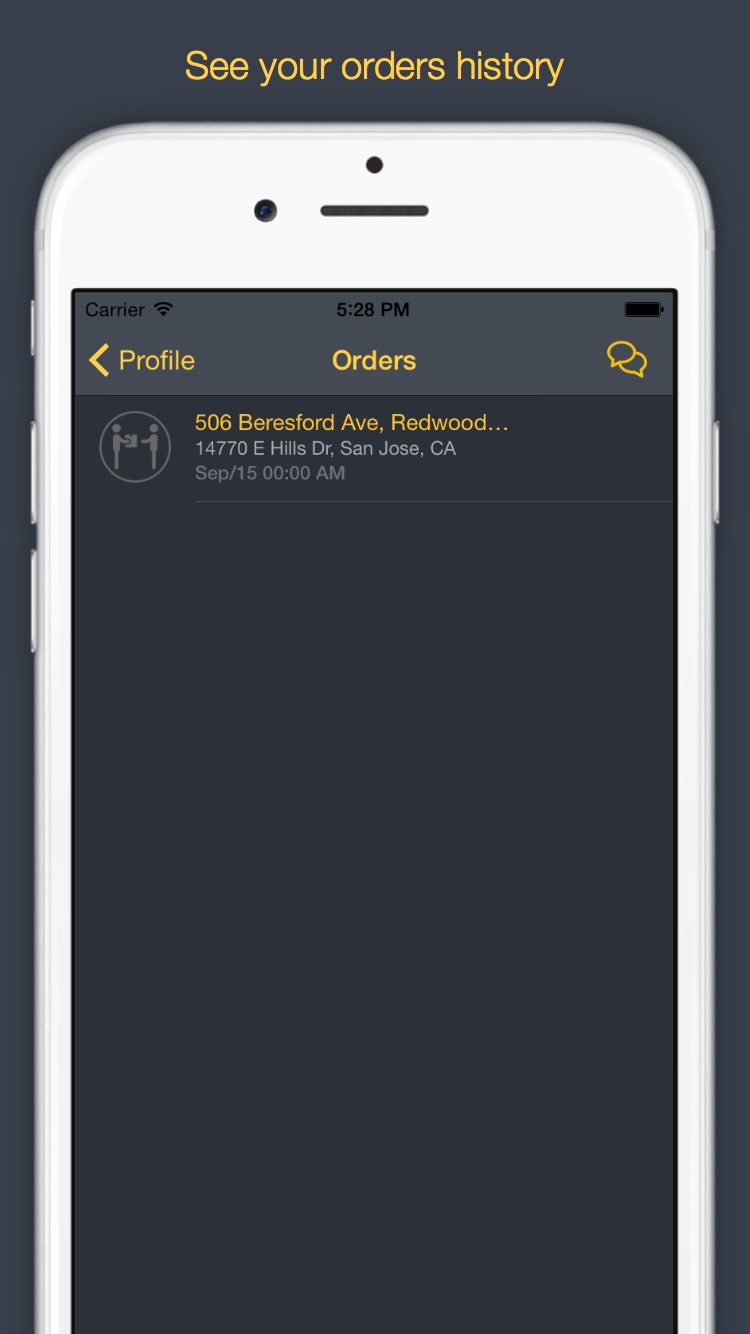 See your orders history
Carrier
5:28 PM
Profile
Orders
506 Beresford Ave, Redwood…
14770 E Hills Dr, San Jose, CA
Sep/15 00:00 AM